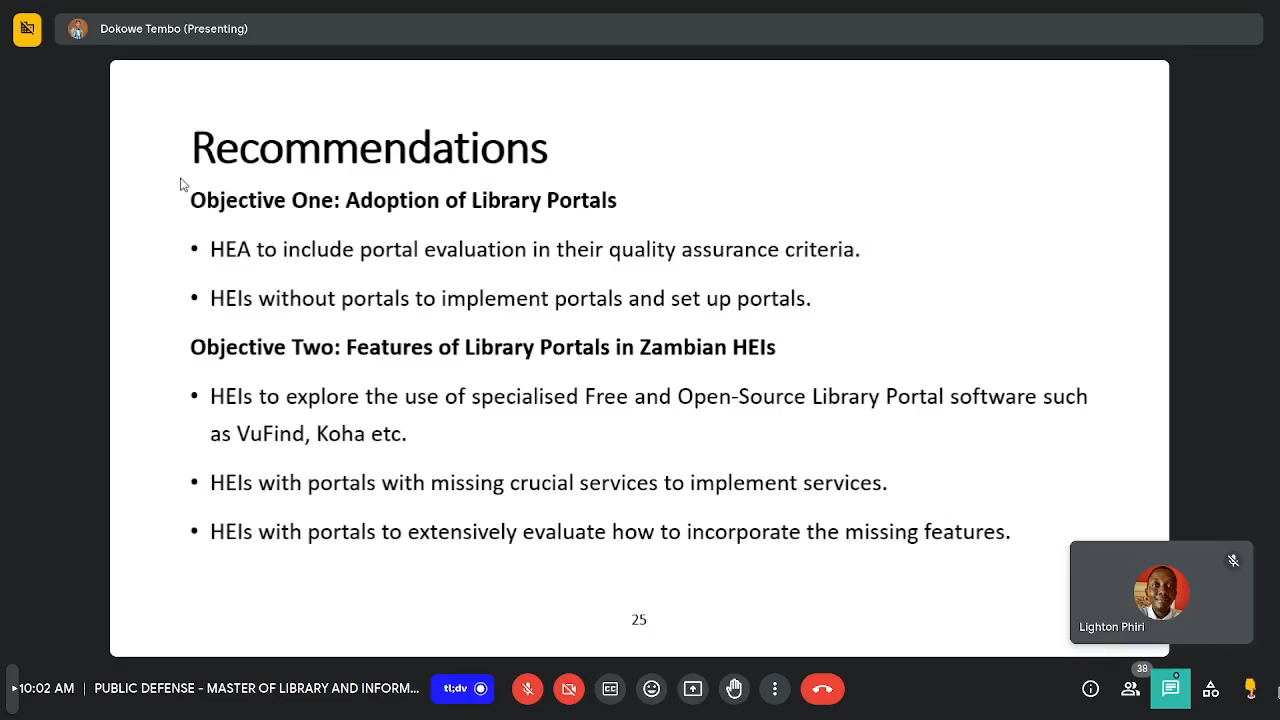 Dokowe Tembo (Presenting)
Recommendations
Objective One: Adoption of Library Portals
• HEA to include portal evaluation in their quality assurance criteria.
• HEIs without portals to implement portals and set up portals.
Objective Two: Features of Library Portals in Zambian HEIs
• HEIs to explore the use of specialised Free and Open-Source Library Portal software such
as VuFind, Koha etc.
• HEIs with portals with missing crucial services to implement services.
• HEIs with portals to extensively evaluate how to incorporate the missing features.
25
Lighton Phiri
10:02 AM | PUBLIC DEFENSE - MASTER OF LIBRARY AND INFORM...
tl;dv
38